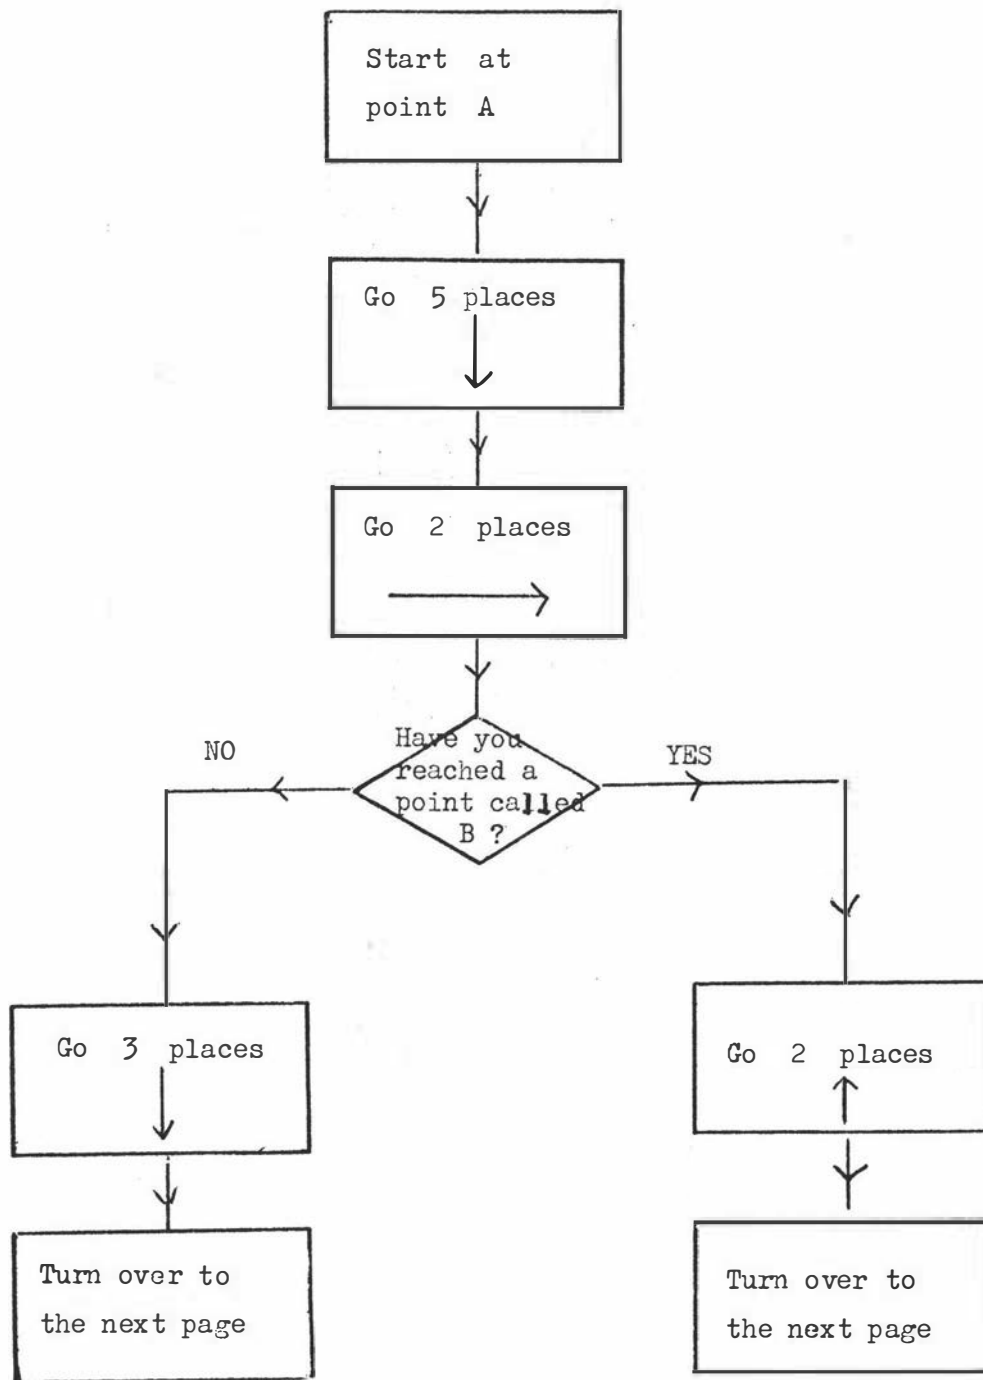 Start at
point A
Go 5 places
Go 2 places
Have you
reached a
point called
B ?
NO
YES
Go 3 places
Turn over to
the next page
Go 2 places
Turn over to
the next page